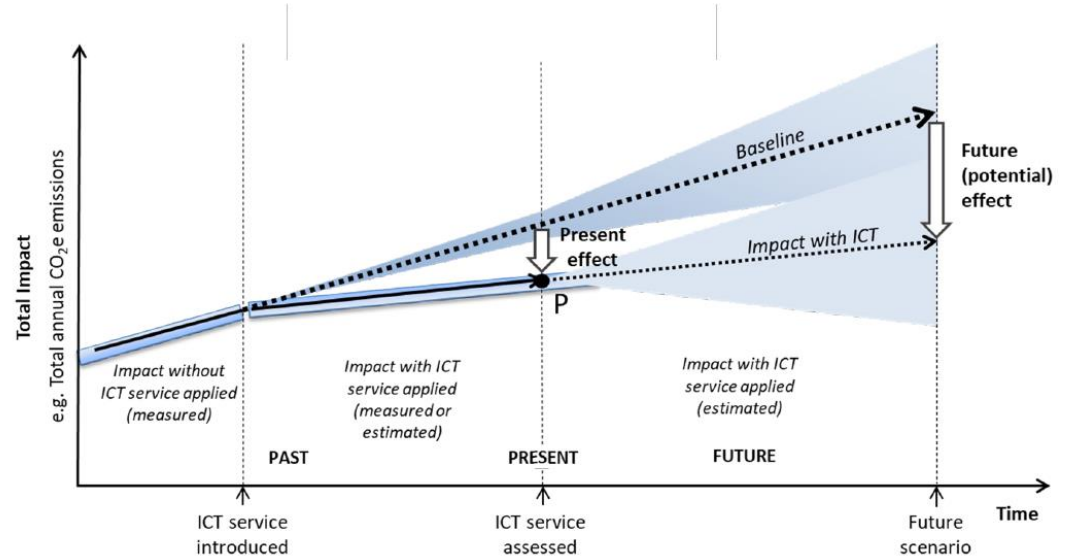 Total Impact
e.g. Total annual CO₂e emissions
Baseline
Future
(potential)
effect
Present
effect
Impact with ICT
P
Impact without
ICT service applied
(measured)
Impact with ICT
service applied
(measured or
estimated)
Impact with ICT
service applied
(estimated)
PAST
PRESENT
FUTURE
Time
ICT service
introduced
ICT service
assessed
Future
scenario